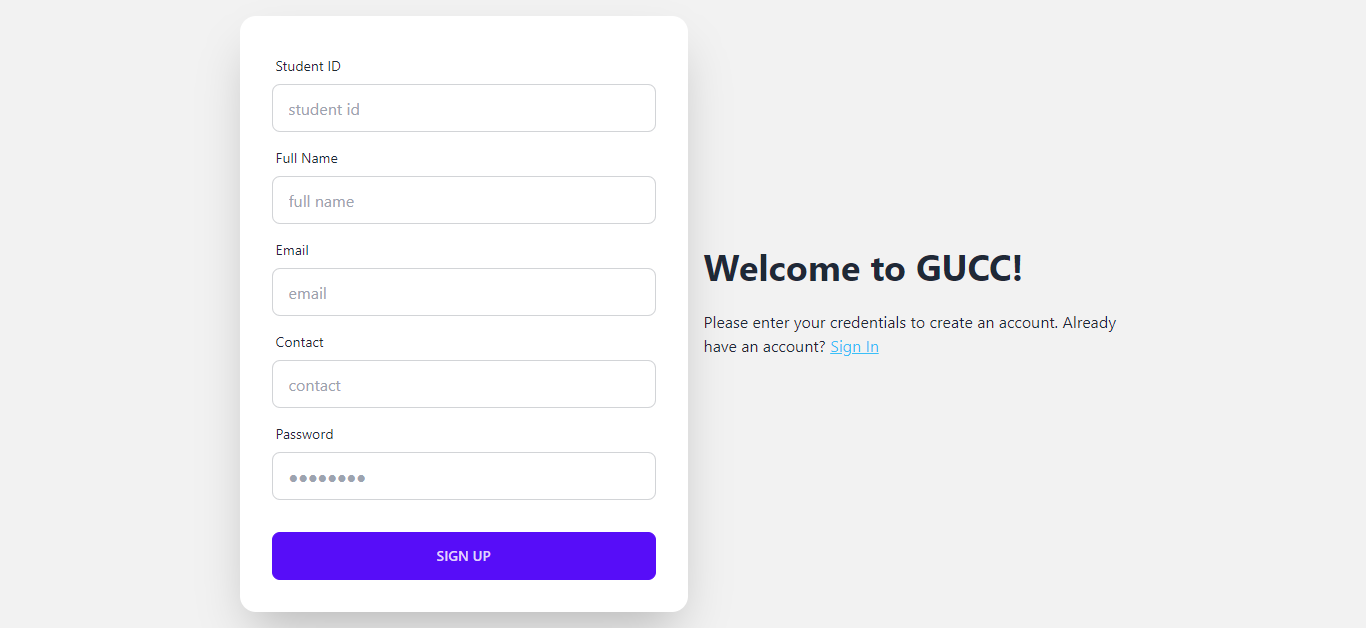 Student ID
student id
Full Name
full name
Email
email
Contact
contact
Password
••••••••
SIGN UP
Welcome to GUCC!
Please enter your credentials to create an account. Already
have an account? Sign In